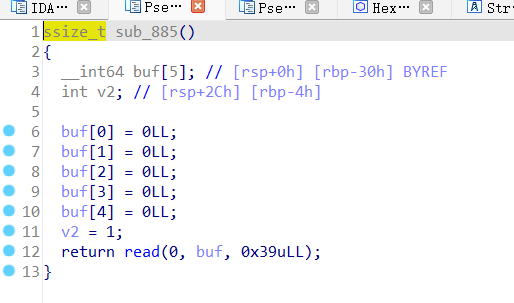 IDA⋯ Pse⋯ Pse⋯ Hex⋯ Str
1 ssize_t sub_885()
2 {
3 __int64 buf[5]; // [rsp+0h] [rbp-30h] BYREF
4 int v2; // [rsp+2Ch] [rbp-4h]
5
6 buf[0] = 0LL;
7 buf[1] = 0LL;
8 buf[2] = 0LL;
9 buf[3] = 0LL;
10 buf[4] = 0LL;
11 v2 = 1;
12 return read(0, buf, 0x39uLL);
13 }